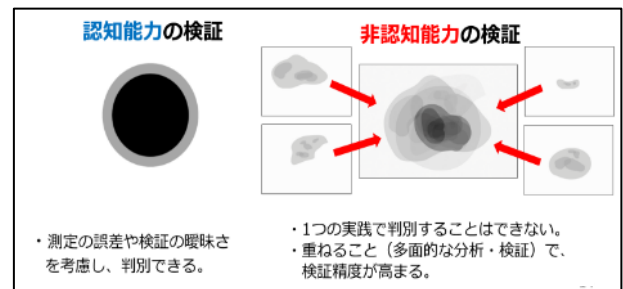 認知能力の検証
・測定の誤差や検証の曖昧さ
を考慮し、判別できる。
非認知能力の検証
・1つの実践で判別することはできない。
・重ねること（多面的な分析・検証）で、
検証精度が高まる。